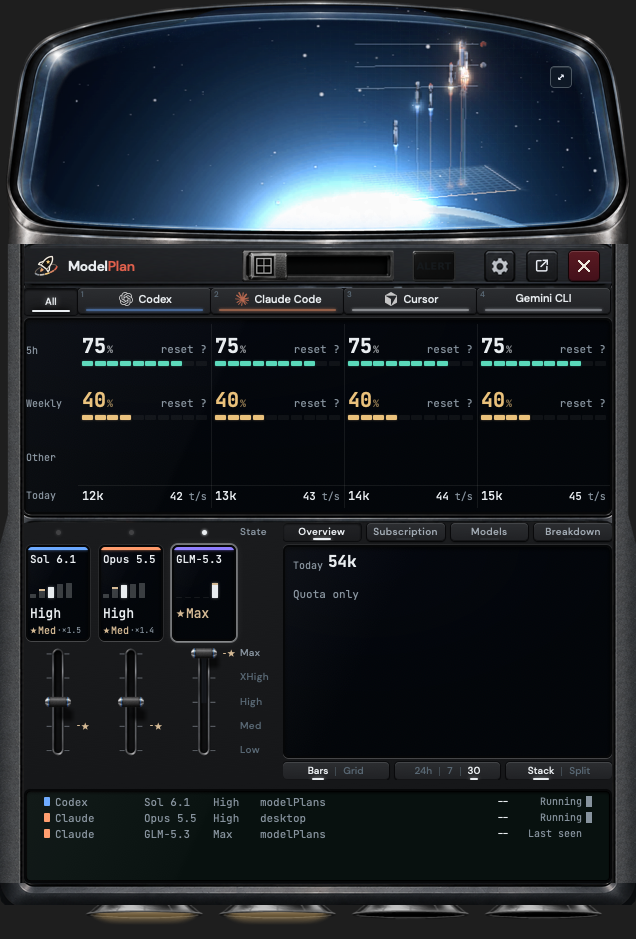 ModelPlan
ALERT
All
1 Codex
2 Claude Code
3 Cursor
4 Gemini CLI
5h 75% reset ? 75% reset ? 75% reset ? 75% reset ?
Weekly 40% reset ? 40% reset ? 40% reset ? 40% reset ?
Other
Today 12k 42 t/s 13k 43 t/s 14k 44 t/s 15k 45 t/s
State
Overview Subscription Models Breakdown
Sol 6.1 Opus 5.5 GLM-5.3
High High ★Max
★Med·×1.5 ★Med·×1.4
Max
XHigh
High
Med
Low
Today 54k
Quota only
Bars | Grid 24h | 7 | 30 Stack | Split
Codex Sol 6.1 High modelPlans -- Running
Claude Opus 5.5 High desktop -- Running
Claude GLM-5.3 Max modelPlans -- Last seen